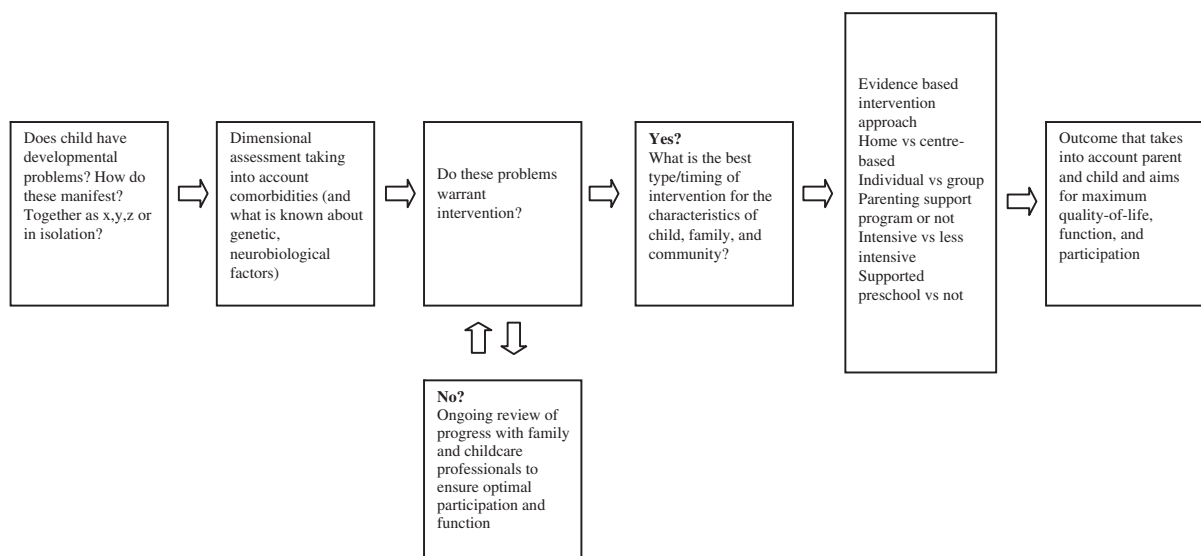 Does child have
developmental
problems? How do
these manifest?
Together as x,y,z or
in isolation?
Dimensional
assessment taking
into account
comorbidities (and
what is known about
genetic,
neurobiological
factors)
Do these problems
warrant
intervention?
No?
Ongoing review of
progress with family
and childcare
professionals to
ensure optimal
participation and
function
Yes?
What is the best
type/timing of
intervention for the
characteristics of
child, family, and
community?
Evidence based
intervention
approach
Home vs centre-
based
Individual vs group
Parenting support
program or not
Intensive vs less
intensive
Supported
preschool vs not
Outcome that takes
into account parent
and child and aims
for maximum
quality-of-life,
function, and
participation